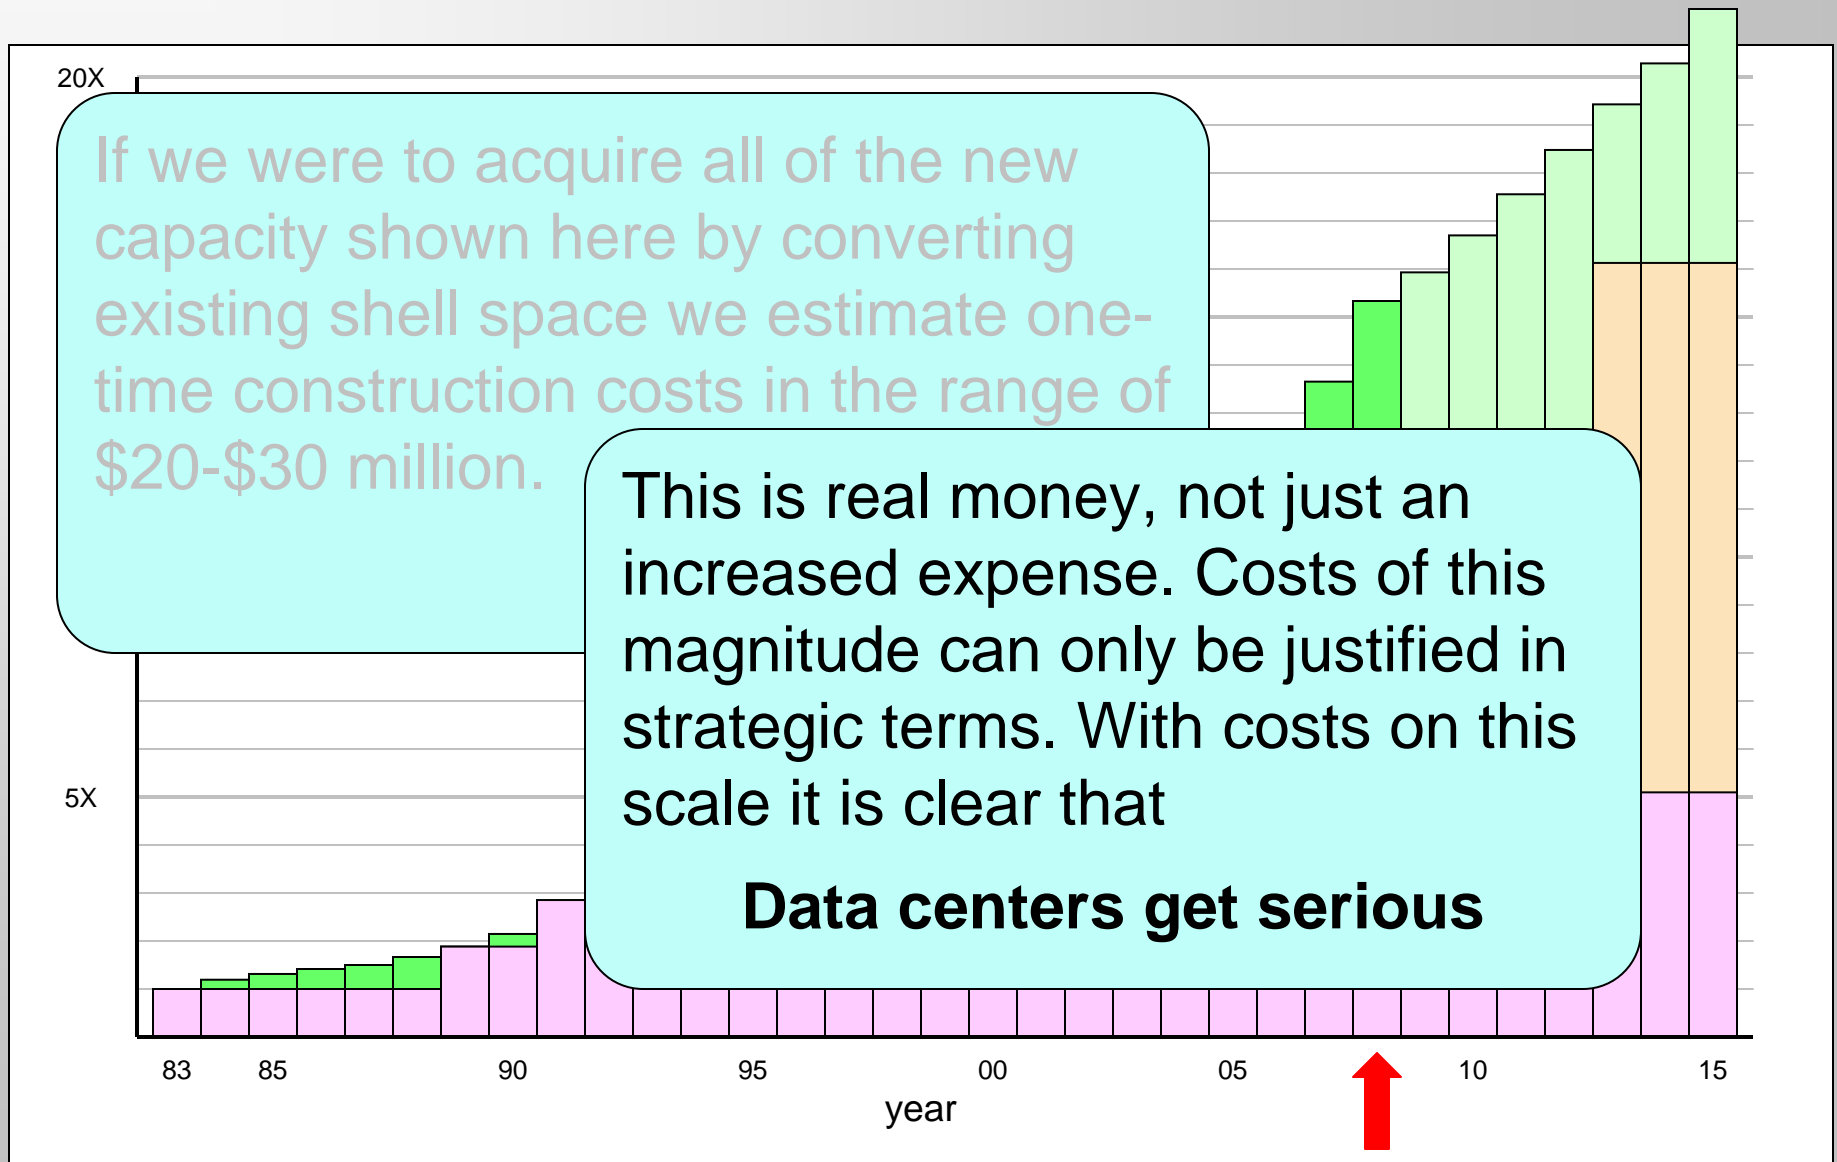 20X
If we were to acquire all of the new
capacity shown here by converting
existing shell space we estimate one-
time construction costs in the range of
$20-$30 million.
This is real money, not just an
increased expense. Costs of this
magnitude can only be justified in
strategic terms. With costs on this
scale it is clear that
Data centers get serious
5X
83 85 90 95 00 05 10 15
year